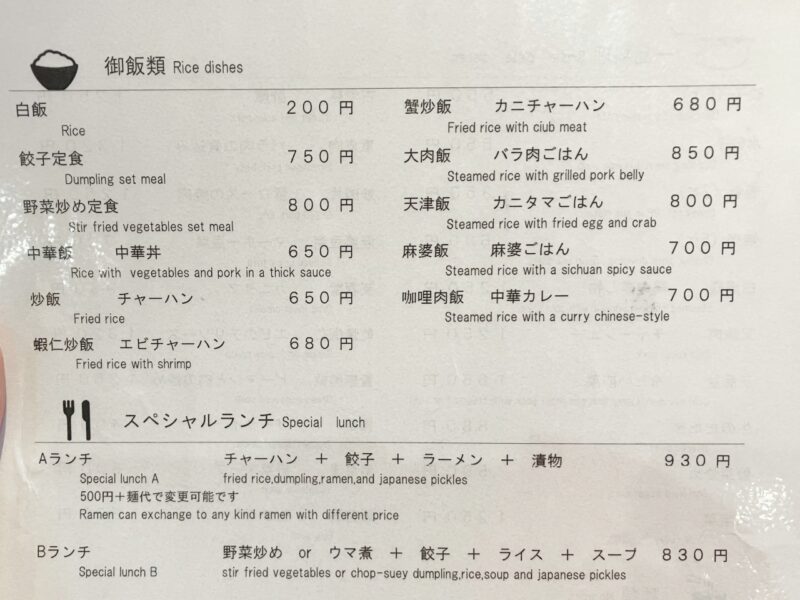 御飯類 Rice dishes
白飯 200円
Rice
餃子定食 750円
Dumpling set meal
野菜炒め定食 800円
Stir fried vegetables set meal
中華飯 中華丼 650円
Rice with vegetables and pork in a thick sauce
炒飯 チャーハン 650円
Fried rice
蝦仁炒飯 エビチャーハン 680円
Fried rice with shrimp
蟹炒飯 カニチャーハン 680円
Fried rice with ciub meat
大肉飯 バラ肉ごはん 850円
Steamed rice with grilled pork belly
天津飯 カニタマごはん 800円
Steamed rice with fried egg and crab
麻婆飯 麻婆ごはん 700円
Steamed rice with a sichuan spicy sauce
咖哩肉飯 中華カレー 700円
Steamed rice with a curry chinese-style
スペシャルランチ Special lunch
Aランチ チャーハン + 餃子 + ラーメン + 漬物 930円
Special lunch A fried rice,dumpling,ramen,and japanese pickles
500円+麺代で変更可能です
Ramen can exchange to any kind ramen with different price
Bランチ 野菜炒め or ウマ煮 + 餃子 + ライス + スープ 830円
Special lunch B stir fried vegetables or chop-suey dumpling,rice,soup and japanese pickles